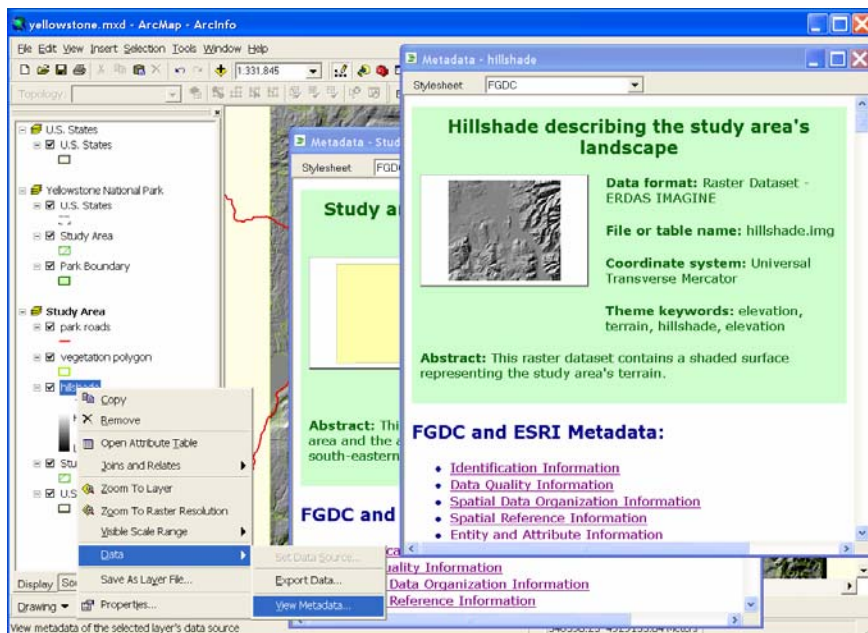 yellowstone.mxd - ArcMap - ArcInfo
File Edit View Insert Selection Tools Window Help
1:331,845
Topology:
U.S. States
U.S. States
Yellowstone National Park
U.S. States
Study Area
Park Boundary
Study Area
park roads
vegetation polygon
hillshade
Stu
U.S
Display
Drawing
View metadata of the selected layer's data source
Copy
Remove
Open Attribute Table
Joins and Relates
Zoom To Layer
Zoom To Raster Resolution
Visible Scale Range
Data
Save As Layer File...
Properties...
Set Data Source...
Export Data...
View Metadata...
Metadata - Stud
Stylesheet FGD
Study a
Abstract: Thi
area and the a
south-eastern
FGDC and
Data Organization Information
Reference Information
Metadata - hillshade
Stylesheet FGDC
Hillshade describing the study area's
landscape
Data format: Raster Dataset -
ERDAS IMAGINE
File or table name: hillshade.img
Coordinate system: Universal
Transverse Mercator
Theme keywords: elevation,
terrain, hillshade, elevation
Abstract: This raster dataset contains a shaded surface
representing the study area's terrain.
FGDC and ESRI Metadata:
Identification Information
Data Quality Information
Spatial Data Organization Information
Spatial Reference Information
Entity and Attribute Information